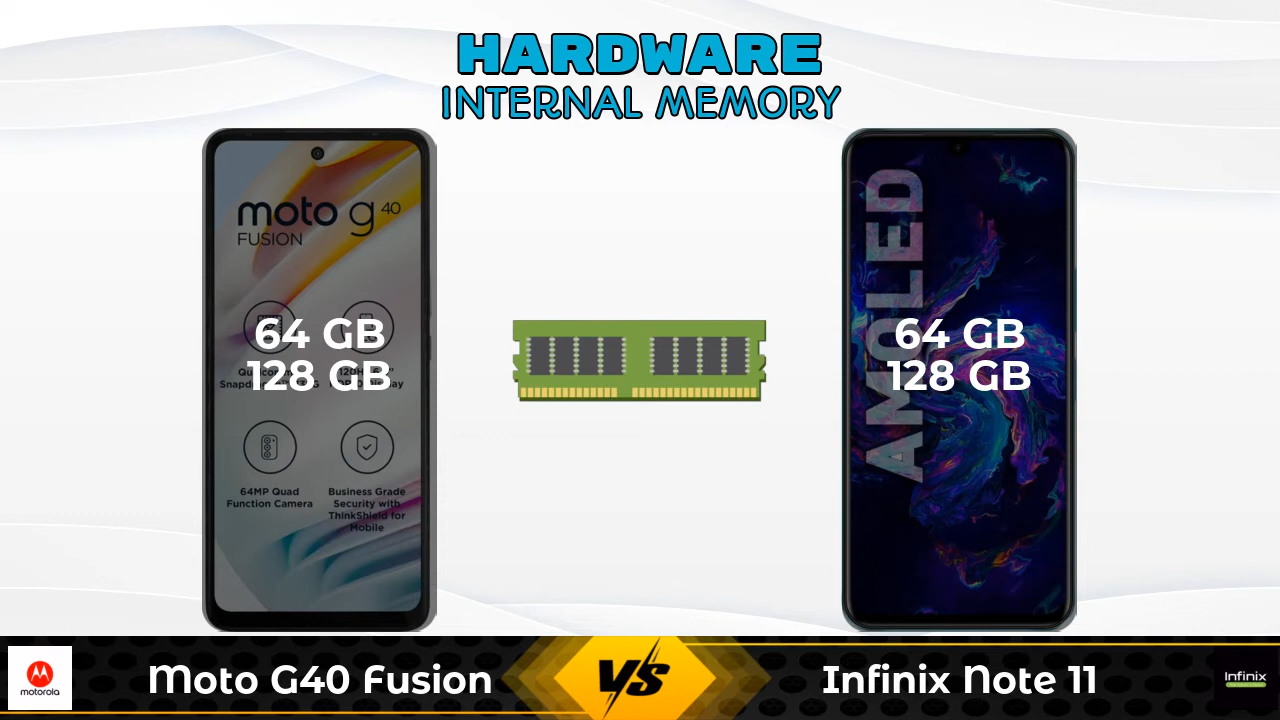 HARDWARE
INTERNAL MEMORY
moto g 40
FUSION
64 GB
128 GB
64MP Quad
Function Camera
Business Grade
Security with
ThinkShield for
Mobile
AMOLED
64 GB
128 GB
motorola
Moto G40 Fusion
VS
Infinix Note 11
Infinix